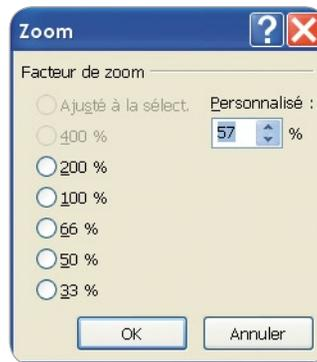 Zoom
Facteur de zoom
Ajusté à la sélect.
Personnalisé :
400 %
57 %
200 %
100 %
66 %
50 %
33 %
OK
Annuler